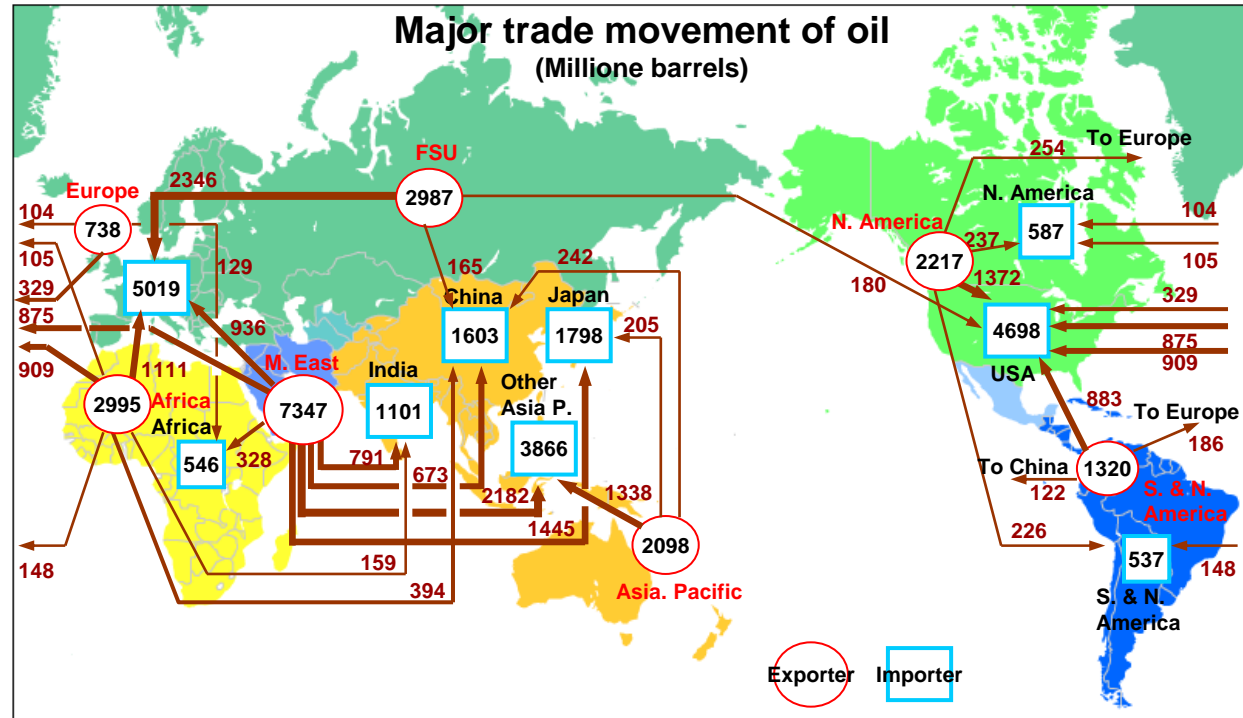 Major trade movement of oil
(Millione barrels)
FSU
2987
2346
Europe
738
104
105
329
875
909
129
5019
936
1111
165
242
180
China
1603
Japan
1798
205
M. East
7347
India
1101
Other
Asia P.
3866
2995
Africa
Africa
546
328
791
673
2182
1445
1338
2098
Asia. Pacific
159
394
148
254
To Europe
N. America
587
N. America
2217
237
1372
104
105
329
4698
USA
875
909
883
To Europe
186
1320
To China
122
S. & N.
America
226
537
148
S. & N.
America
Exporter
Importer